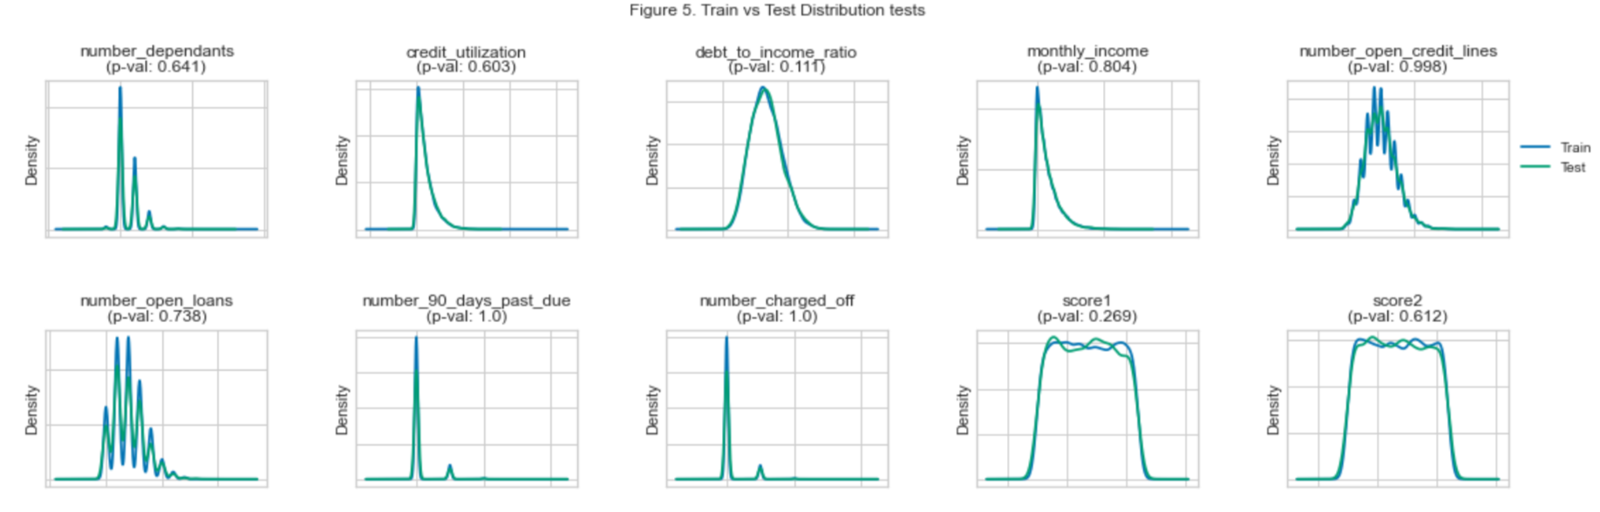 Figure 5. Train vs Test Distribution tests
number_dependants
(p-val: 0.641)
credit_utilization
(p-val: 0.603)
debt_to_income_ratio
(p-val: 0.111)
monthly_income
(p-val: 0.804)
number_open_credit_lines
(p-val: 0.998)
Density
Density
Density
Density
Density
Train
Test
number_open_loans
(p-val: 0.738)
number_90_days_past_due
(p-val: 1.0)
number_charged_off
(p-val: 1.0)
score1
(p-val: 0.269)
score2
(p-val: 0.612)
Density
Density
Density
Density
Density